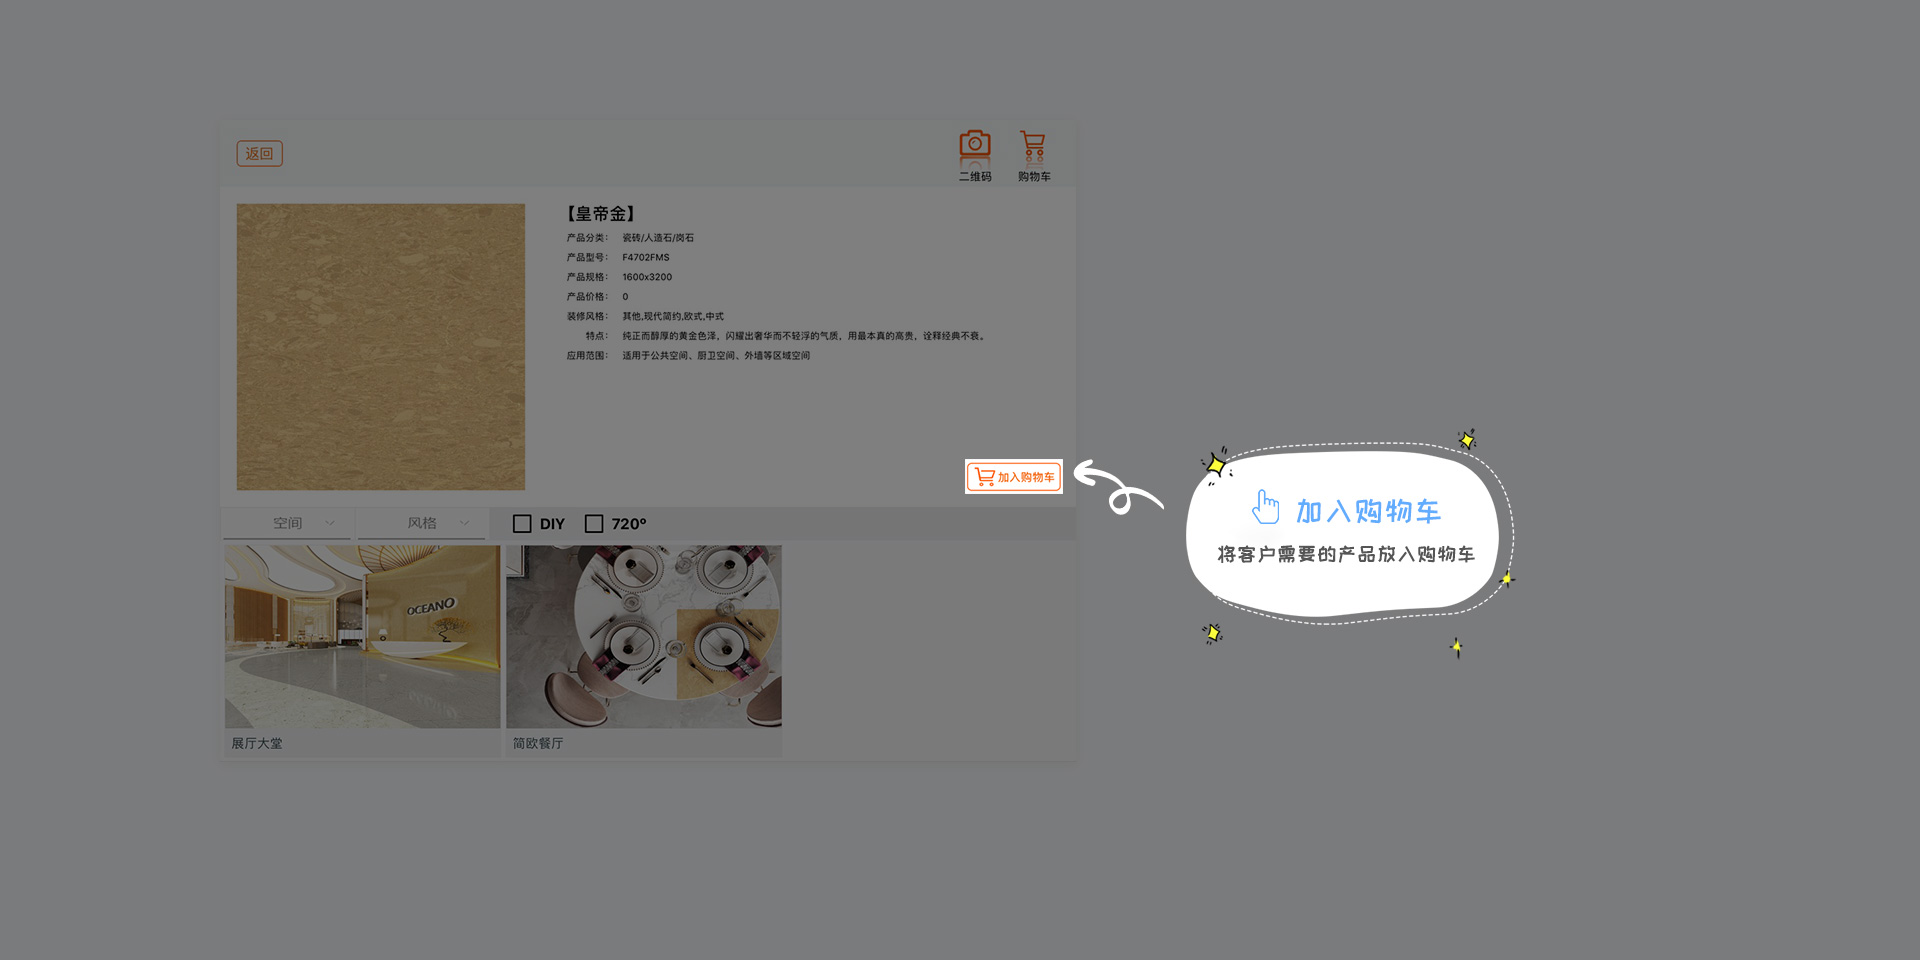 返回
二维码
购物车
【皇帝金】
产品分类： 瓷砖/人造石/岗石
产品型号： F4702FMS
产品规格： 1600x3200
产品价格： 0
装修风格： 其他,现代简约,欧式,中式
特点： 纯正而醇厚的黄金色泽，闪耀出奢华而不轻浮的气质，用最本真的高贵，诠释经典不衰。
应用范围： 适用于公共空间、厨卫空间、外墙等区域空间
加入购物车
加入购物车
将客户需要的产品放入购物车
空间 风格 DIY 720º
OCEANO
展厅大堂
简欧餐厅